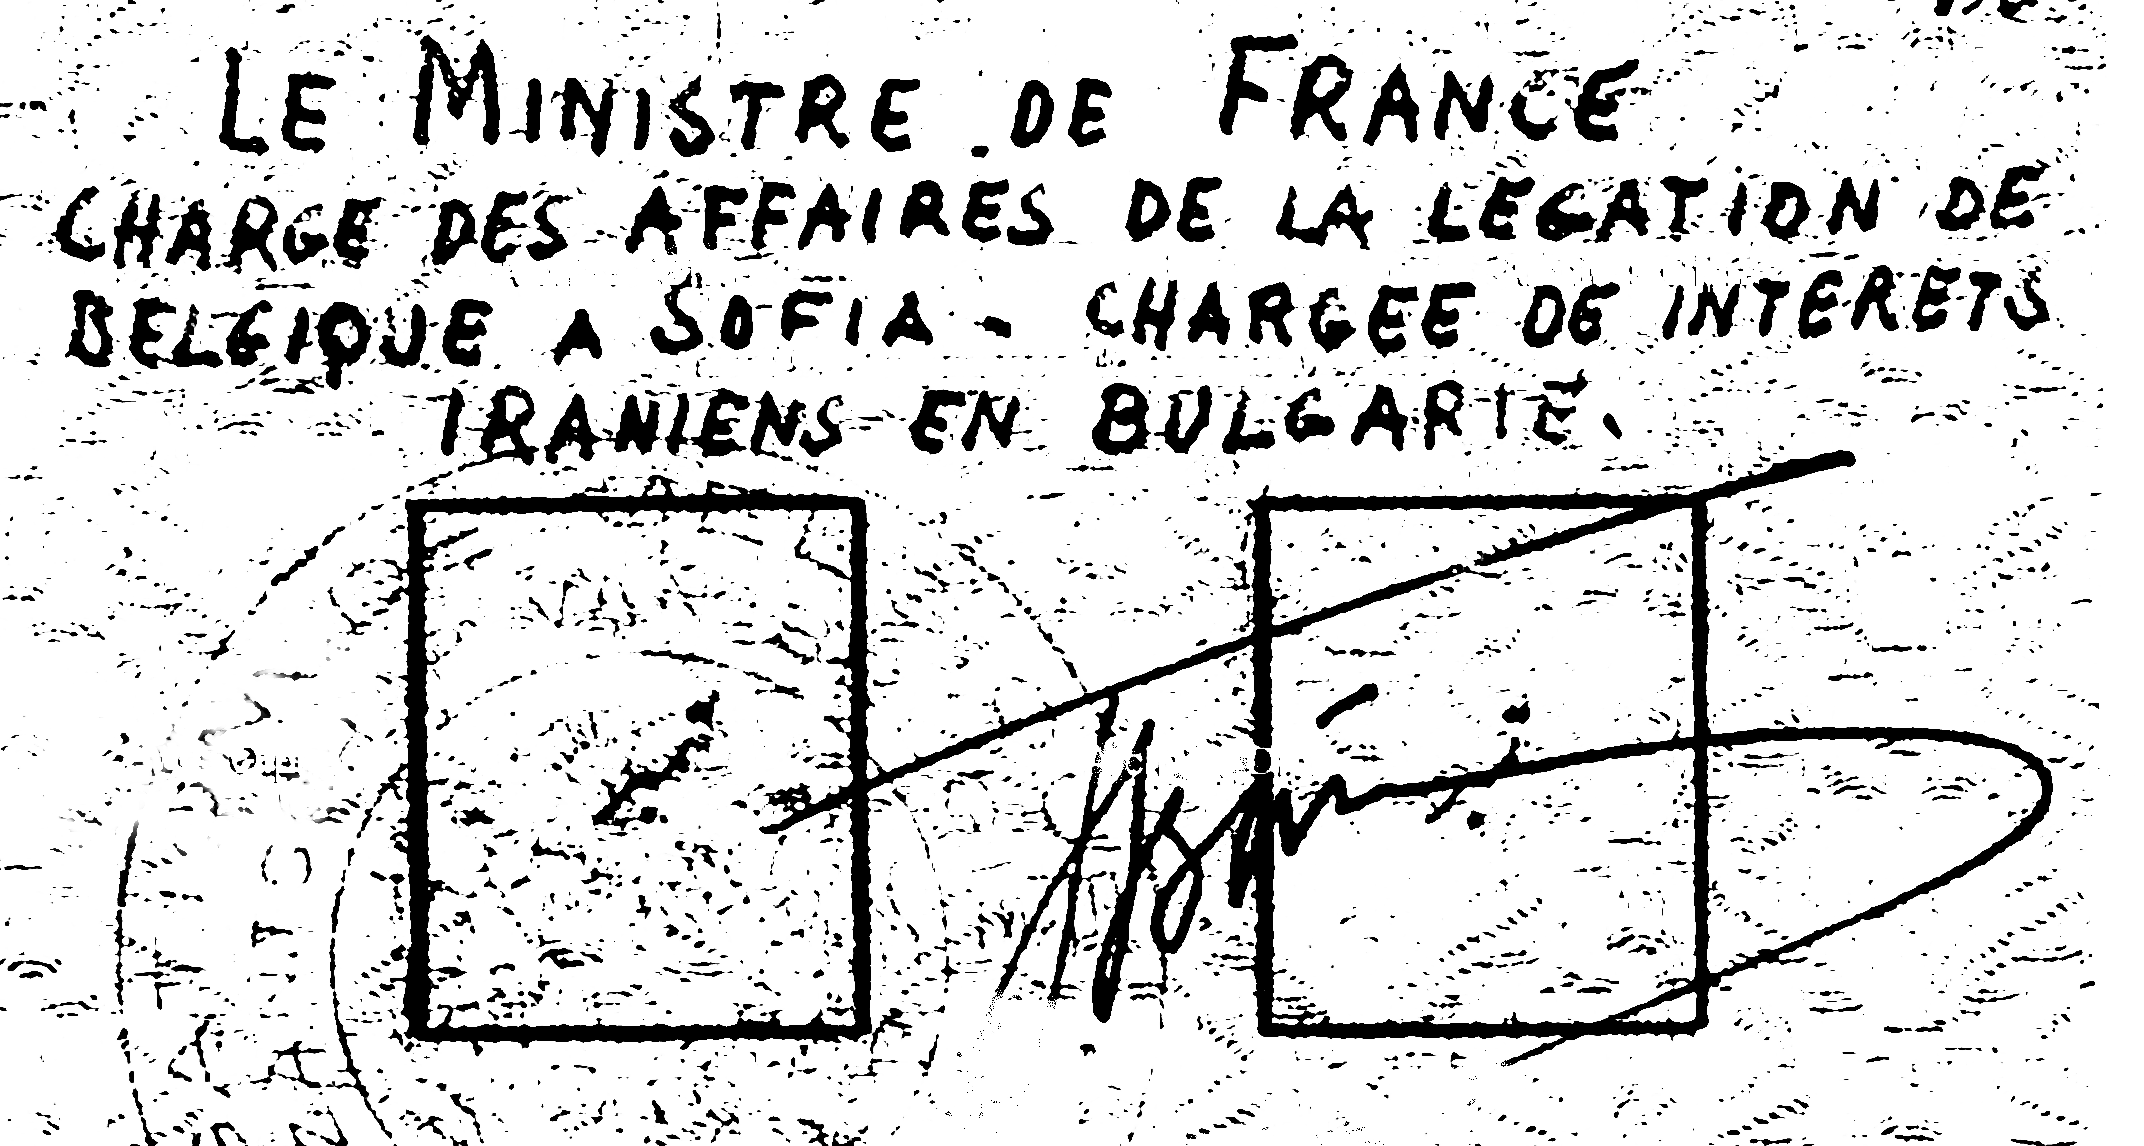 LE MINISTRE DE FRANCE
CHARGE DES AFFAIRES DE LA LEGATION DE
BELGIQUE A SOFIA - CHARGEE DE INTERETS
IRANIENS EN BULGARIE.